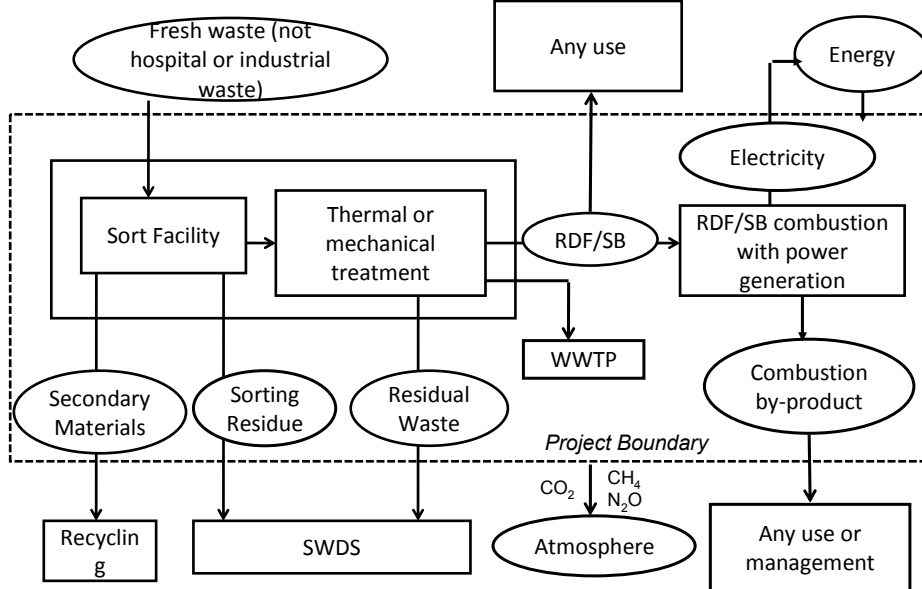 Fresh waste (not
hospital or industrial
waste)
Any use
Energy
Electricity
Sort Facility
Thermal or
mechanical
treatment
RDF/SB
RDF/SB combustion
with power
generation
WWTP
Secondary
Materials
Sorting
Residue
Residual
Waste
Combustion
by-product
Project Boundary
CO₂
CH₄
N₂O
Recyclin
g
SWDS
Atmosphere
Any use or
management